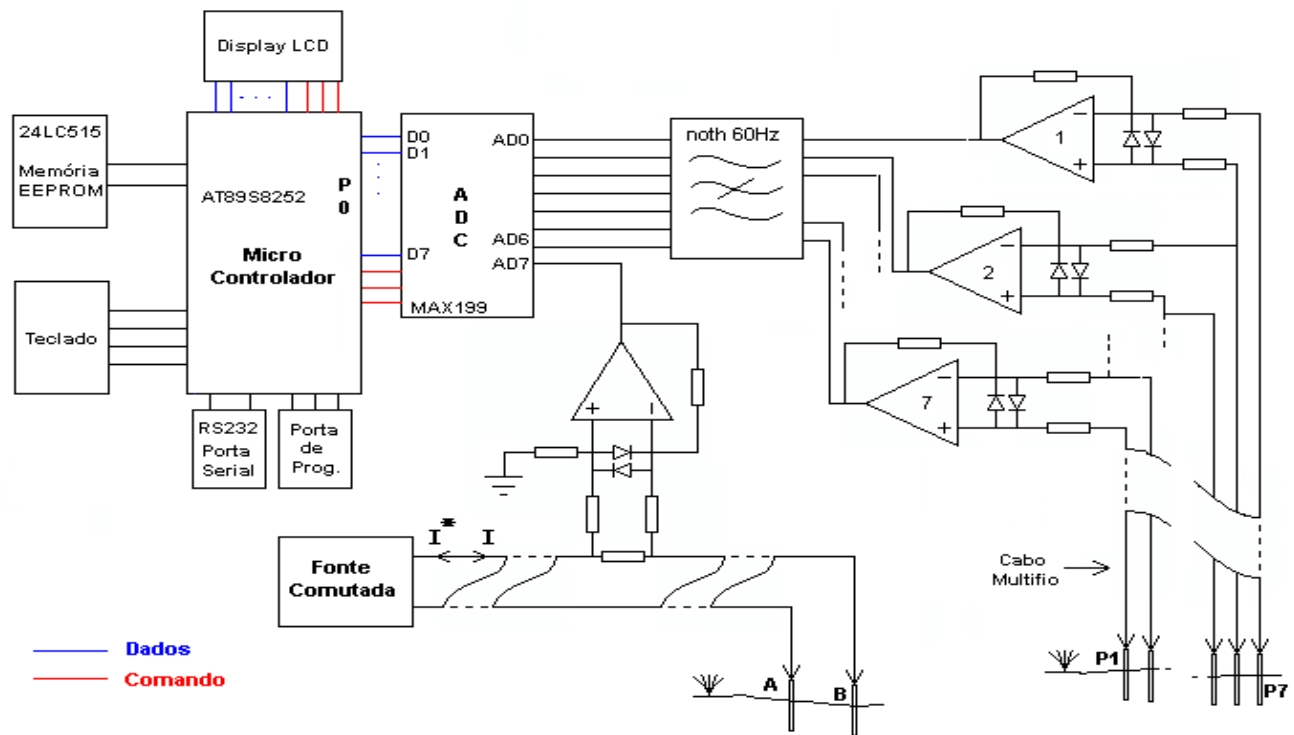 Display LCD
24LC515
Memória
EEPROM
AT89S8252
P
0
Micro
Controlador
Teclado
RS232
Porta
Serial
Porta
de
Prog.
D0
D1
D7
A
D
C
AD0
AD6
AD7
MAX199
noth 60Hz
- 
1
+
-
2
+
-
7
+
+
-
I* I
Fonte
Comutada
Cabo
Multifio
A
B
P1
P7
Dados
Comando